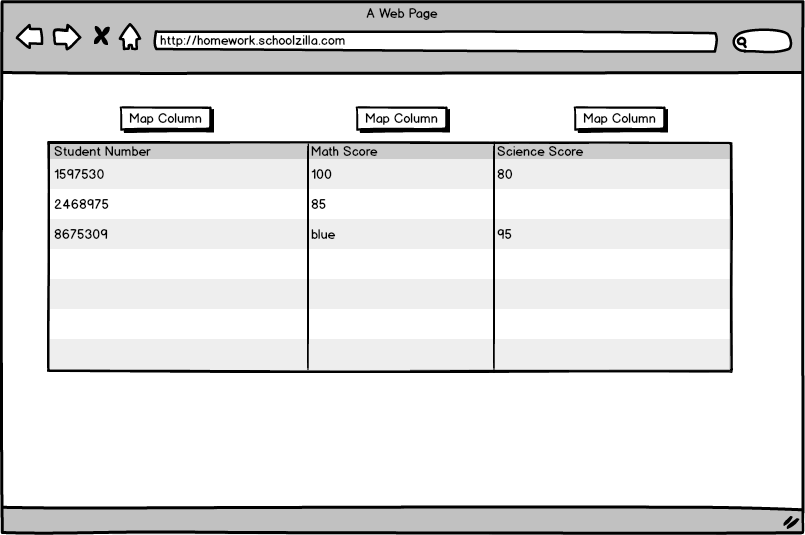 A Web Page
http://homework.schoolzilla.com
Map Column Map Column Map Column
Student Number Math Score Science Score
1597530 100 80
2468975 85
8675309 blue 95